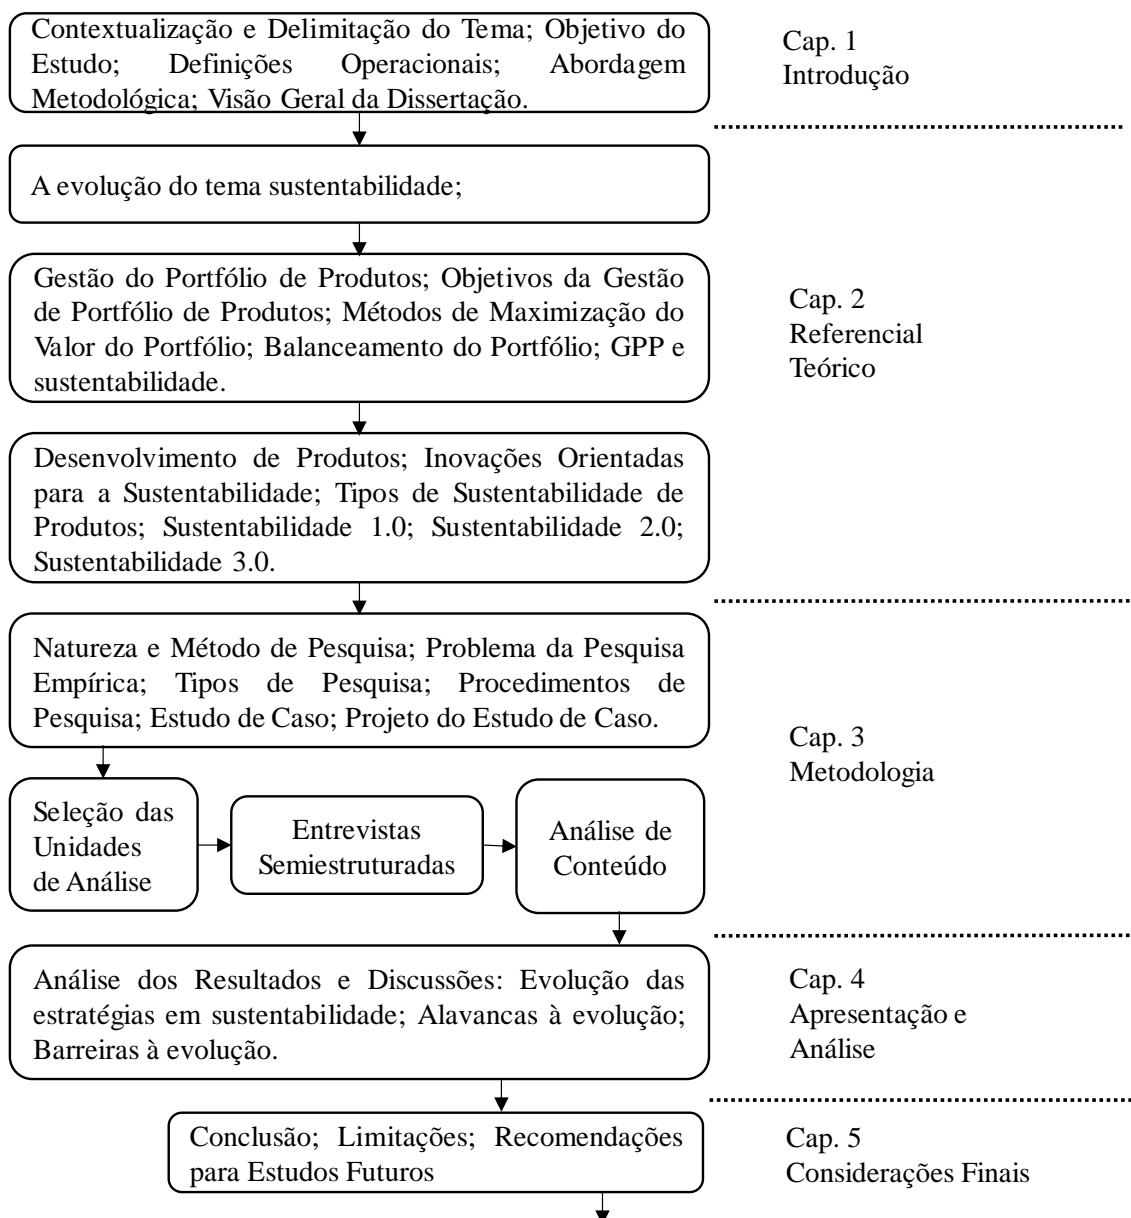 Contextualização e Delimitação do Tema; Objetivo do
Estudo; Definições Operacionais; Abordagem
Metodológica; Visão Geral da Dissertação.
Cap. 1
Introdução
A evolução do tema sustentabilidade;
Gestão do Portfólio de Produtos; Objetivos da Gestão
de Portfólio de Produtos; Métodos de Maximização do
Valor do Portfólio; Balanceamento do Portfólio; GPP e
sustentabilidade.
Cap. 2
Referencial
Teórico
Desenvolvimento de Produtos; Inovações Orientadas
para a Sustentabilidade; Tipos de Sustentabilidade de
Produtos; Sustentabilidade 1.0; Sustentabilidade 2.0;
Sustentabilidade 3.0.
Natureza e Método de Pesquisa; Problema da Pesquisa
Empírica; Tipos de Pesquisa; Procedimentos de
Pesquisa; Estudo de Caso; Projeto do Estudo de Caso.
Cap. 3
Metodologia
Seleção das
Unidades
de Análise
Entrevistas
Semiestruturadas
Análise de
Conteúdo
Análise dos Resultados e Discussões: Evolução das
estratégias em sustentabilidade; Alavancas à evolução;
Barreiras à evolução.
Cap. 4
Apresentação e
Análise
Conclusão; Limitações; Recomendações
para Estudos Futuros
Cap. 5
Considerações Finais